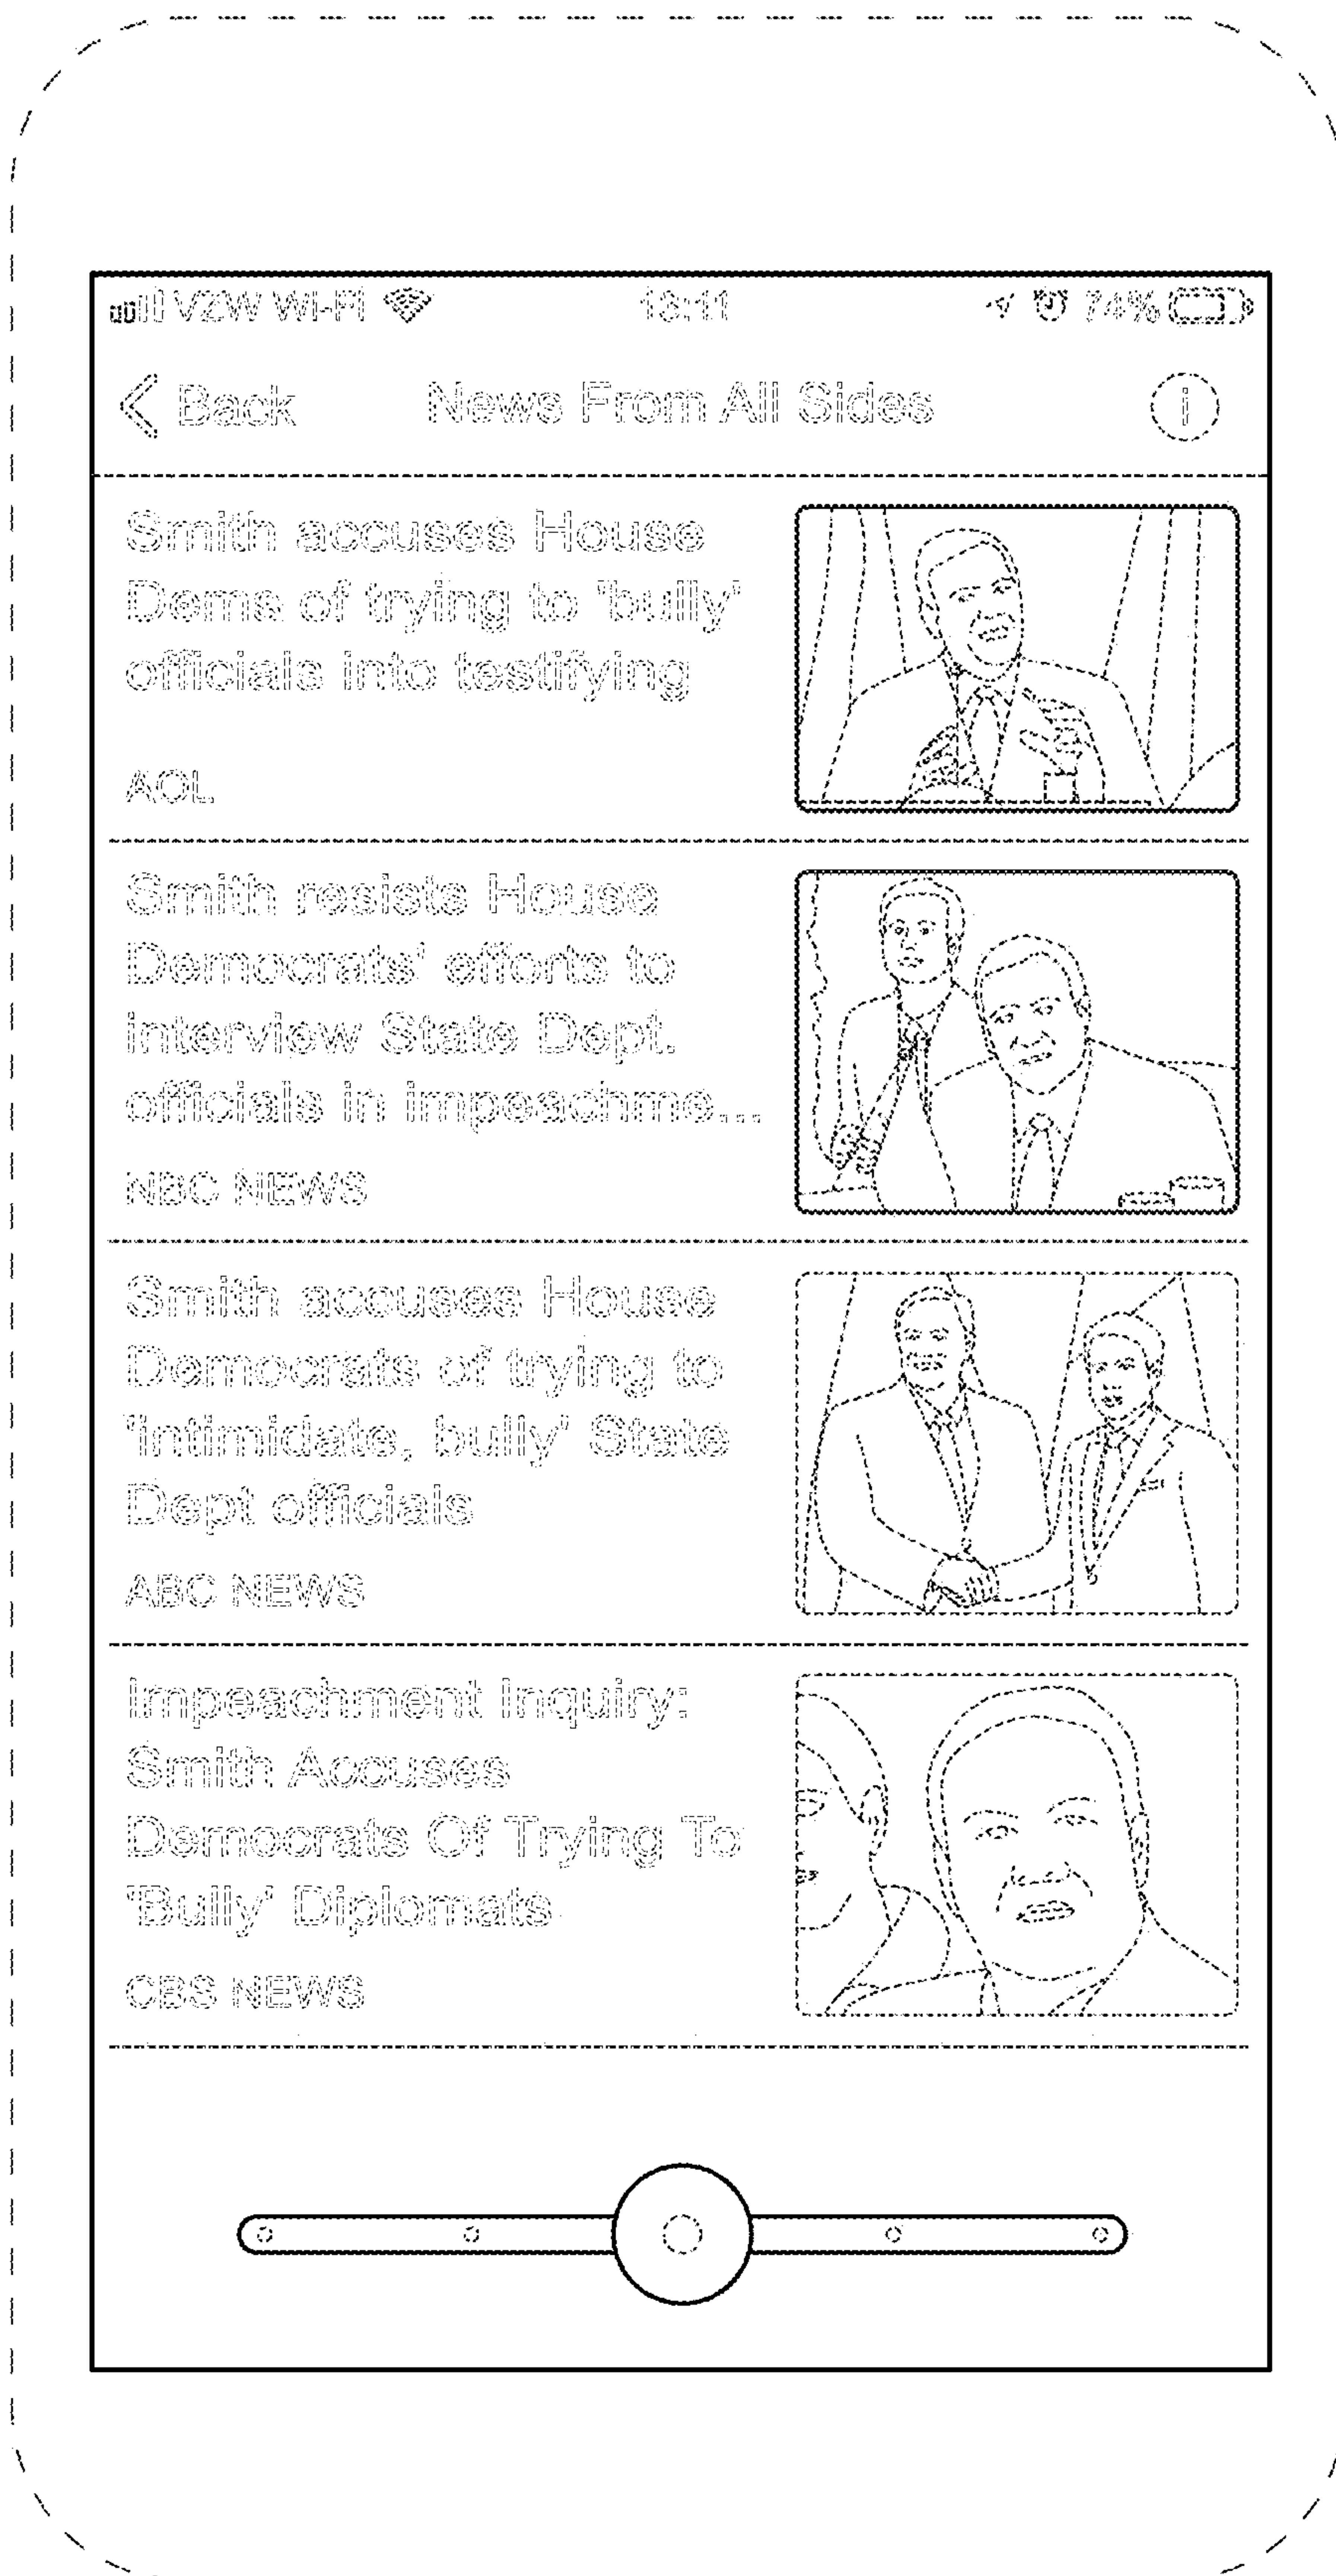 VZW Wi-Fi 13:11 74%
Back News From All Sides i
Smith accuses House
Dems of trying to 'bully'
officials into testifying
AOL
Smith resists House
Democrats' efforts to
interview State Dept.
officials in impeachme...
NBC NEWS
Smith accuses House
Democrats of trying to
'intimidate, bully' State
Dept officials
ABC NEWS
Impeachment Inquiry:
Smith Accuses
Democrats Of Trying To
'Bully' Diplomats
CBS NEWS